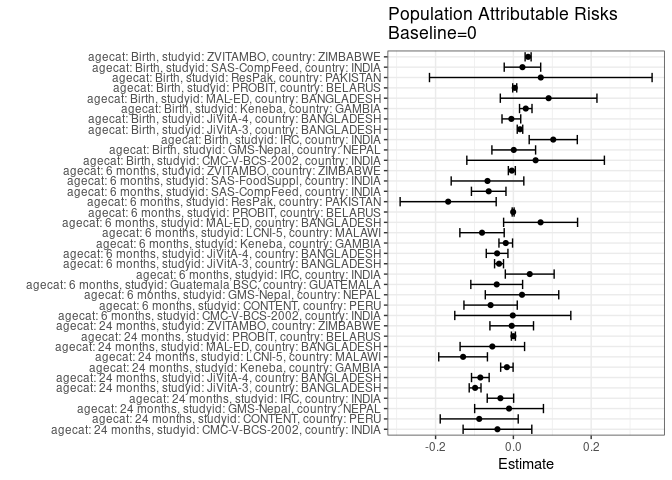 Population Attributable Risks
Baseline=0
agecat: Birth, studyid: ZVITAMBO, country: ZIMBABWE
agecat: Birth, studyid: SAS-CompFeed, country: INDIA
agecat: Birth, studyid: ResPak, country: PAKISTAN
agecat: Birth, studyid: PROBIT, country: BELARUS
agecat: Birth, studyid: MAL-ED, country: BANGLADESH
agecat: Birth, studyid: Keneba, country: GAMBIA
agecat: Birth, studyid: JiVitA-4, country: BANGLADESH
agecat: Birth, studyid: JiVitA-3, country: BANGLADESH
agecat: Birth, studyid: IRC, country: INDIA
agecat: Birth, studyid: GMS-Nepal, country: NEPAL
agecat: Birth, studyid: CMC-V-BCS-2002, country: INDIA
agecat: 6 months, studyid: ZVITAMBO, country: ZIMBABWE
agecat: 6 months, studyid: SAS-FoodSuppl, country: INDIA
agecat: 6 months, studyid: SAS-CompFeed, country: INDIA
agecat: 6 months, studyid: ResPak, country: PAKISTAN
agecat: 6 months, studyid: PROBIT, country: BELARUS
agecat: 6 months, studyid: MAL-ED, country: BANGLADESH
agecat: 6 months, studyid: LCNI-5, country: MALAWI
agecat: 6 months, studyid: Keneba, country: GAMBIA
agecat: 6 months, studyid: JiVitA-4, country: BANGLADESH
agecat: 6 months, studyid: JiVitA-3, country: BANGLADESH
agecat: 6 months, studyid: IRC, country: INDIA
agecat: 6 months, studyid: Guatemala BSC, country: GUATEMALA
agecat: 6 months, studyid: GMS-Nepal, country: NEPAL
agecat: 6 months, studyid: CONTENT, country: PERU
agecat: 6 months, studyid: CMC-V-BCS-2002, country: INDIA
agecat: 24 months, studyid: ZVITAMBO, country: ZIMBABWE
agecat: 24 months, studyid: PROBIT, country: BELARUS
agecat: 24 months, studyid: MAL-ED, country: BANGLADESH
agecat: 24 months, studyid: LCNI-5, country: MALAWI
agecat: 24 months, studyid: Keneba, country: GAMBIA
agecat: 24 months, studyid: JiVitA-4, country: BANGLADESH
agecat: 24 months, studyid: JiVitA-3, country: BANGLADESH
agecat: 24 months, studyid: IRC, country: INDIA
agecat: 24 months, studyid: GMS-Nepal, country: NEPAL
agecat: 24 months, studyid: CONTENT, country: PERU
agecat: 24 months, studyid: CMC-V-BCS-2002, country: INDIA
-0.2 0.0 0.2
Estimate